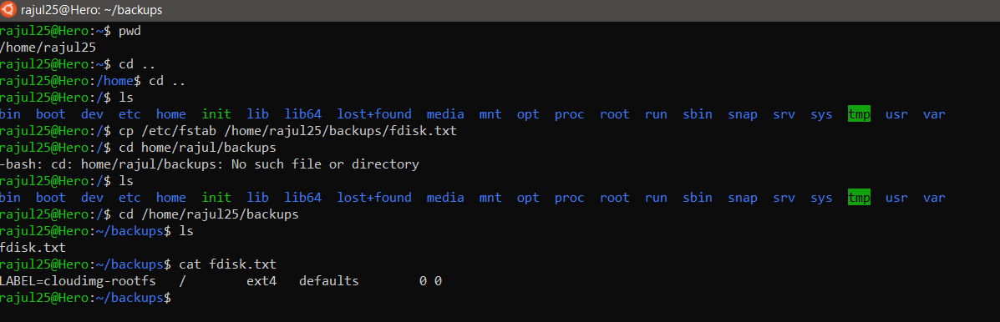 rajul25@Hero: ~/backups
rajul25@Hero:~$ pwd
/home/rajul25
rajul25@Hero:~$ cd ..
rajul25@Hero:/home$ cd ..
rajul25@Hero:/$ ls
bin boot dev etc home init lib lib64 lost+found media mnt opt proc root run sbin snap srv sys tmp usr var
rajul25@Hero:/$ cp /etc/fstab /home/rajul25/backups/fdisk.txt
rajul25@Hero:/$ cd home/rajul/backups
-bash: cd: home/rajul/backups: No such file or directory
rajul25@Hero:/$ ls
bin boot dev etc home init lib lib64 lost+found media mnt opt proc root run sbin snap srv sys tmp usr var
rajul25@Hero:/$ cd /home/rajul25/backups
rajul25@Hero:~/backups$ ls
fdisk.txt
rajul25@Hero:~/backups$ cat fdisk.txt
LABEL=cloudimg-rootfs / ext4 defaults 0 0
rajul25@Hero:~/backups$